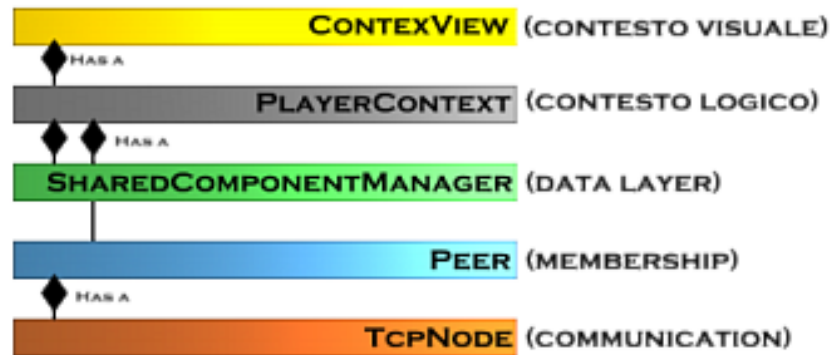 CONTEXVIEW (CONTESTO VISUALE)
HAS A
PLAYERCONTEXT (CONTESTO LOGICO)
HAS A
SHAREDCOMPONENTMANAGER (DATA LAYER)
PEER (MEMBERSHIP)
HAS A
TCPNODE (COMMUNICATION)